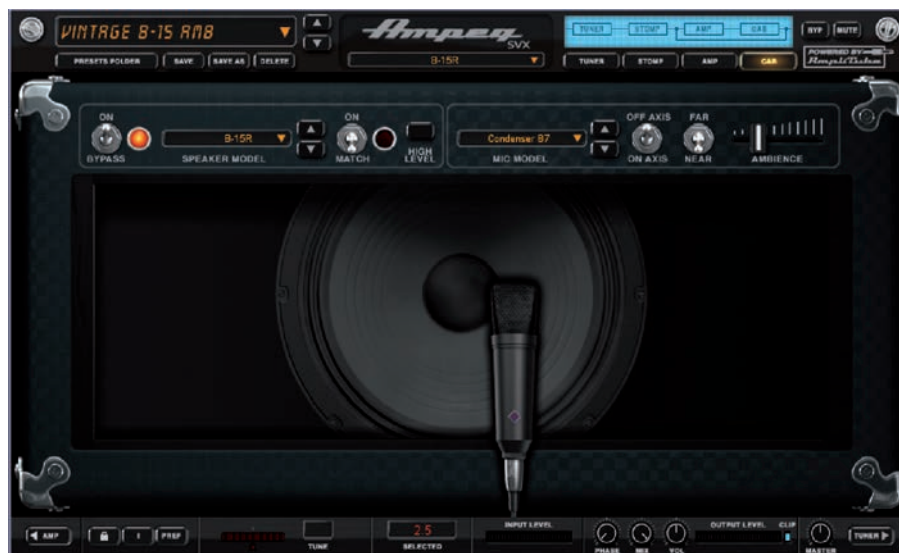 VINTAGE B-15 AMB
Ampeg
SVX
B-15R
TUNER STOMP AMP CAB
BYP MUTE
PRESETS FOLDER SAVE SAVE AS DELETE
TUNER STOMP AMP CAB
POWERED BY
AmpliTube
ON
BYPASS
B-15R
SPEAKER MODEL
ON
MATCH
HIGH
LEVEL
Condenser 87
MIC MODEL
OFF AXIS
ON AXIS
FAR
NEAR
AMBIENCE
AMP
PREF
TUNE
2.5
SELECTED
INPUT LEVEL
PHASE MIX VOL
OUTPUT LEVEL CLIP
MASTER
TUNER